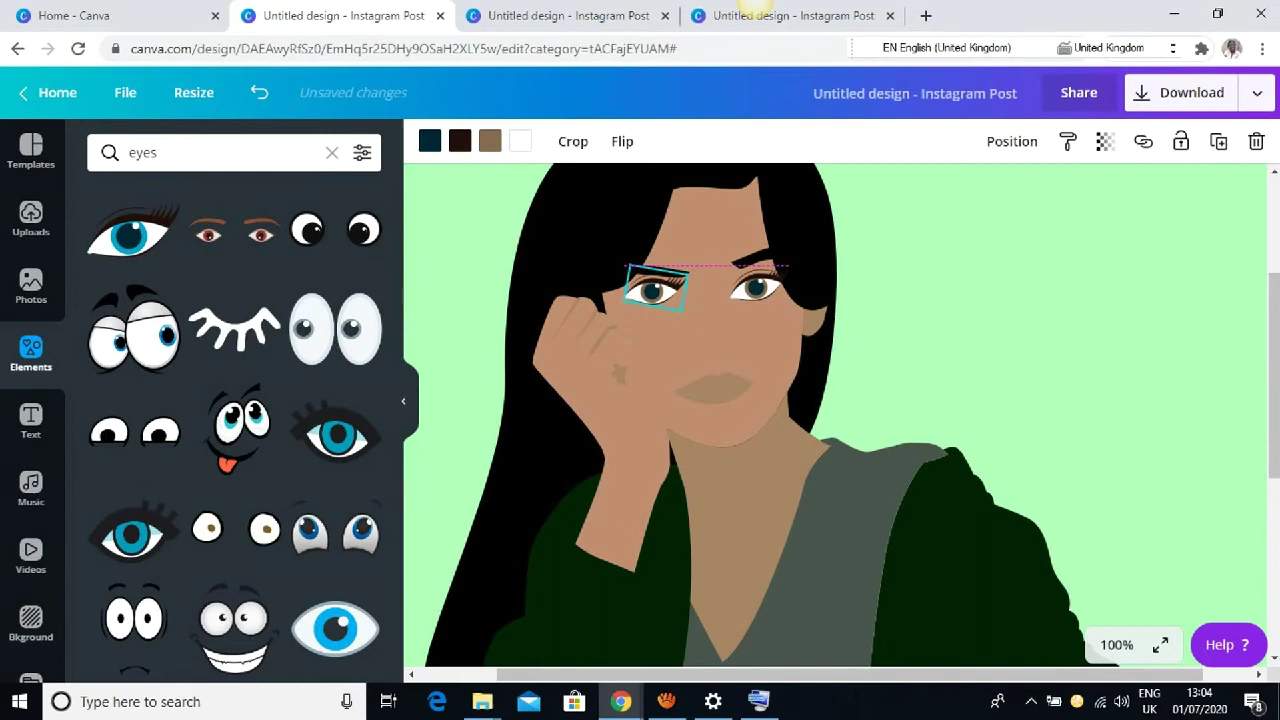 Home - Canva
Untitled design - Instagram Post
Untitled design - Instagram Post
Untitled design - Instagram Post
canva.com/design/DAEAwyRfSz0/EmHq5r25DHy9OSaH2XLY5w/edit?category=tACFajEYUAM#
EN English (United Kingdom)
United Kingdom
Home
File
Resize
Unsaved changes
Untitled design - Instagram Post
Share
Download
Templates
eyes
Crop
Flip
Position
Uploads
Photos
Elements
Text
Music
Videos
Bkground
100%
Help ?
Type here to search
ENG
UK
13:04
01/07/2020
8